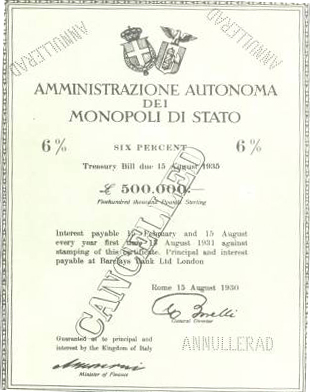 ANNULLERAD
ANNULLERAD
AMMINISTRAZIONE AUTONOMA
DEI
MONOPOLI DI STATO
6 % SIX PERCENT 6 %
Treasury Bill due 15 August 1935
£ 500.000.—
Fivehundred thousand Pounds Sterling
Interest payable 15 February and 15 August
every year first due 15 August 1931 against
stamping of this certificate. Principal and interest
payable at Barclays Bank Ltd London
CANCELLED
Rome 15 August 1930
General Director
ANNULLERAD
Guaranteed as to principal and
interest by the Kingdom of Italy
Minister of Finance